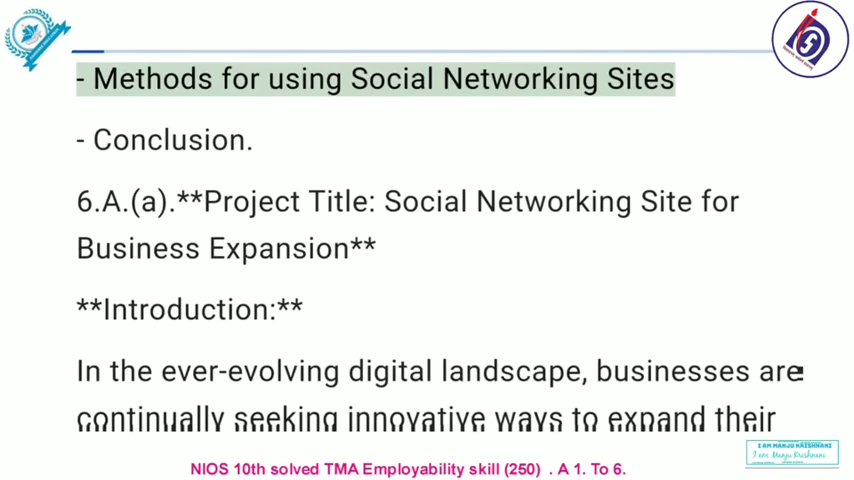 - Methods for using Social Networking Sites
- Conclusion.
6.A.(a).**Project Title: Social Networking Site for
Business Expansion**
**Introduction:**
In the ever-evolving digital landscape, businesses are
continually seeking innovative ways to expand their
I AM MANJU KRISHNANI
I am Manju Krishnani
NIOS 10th solved TMA Employability skill (250) . A 1. To 6.